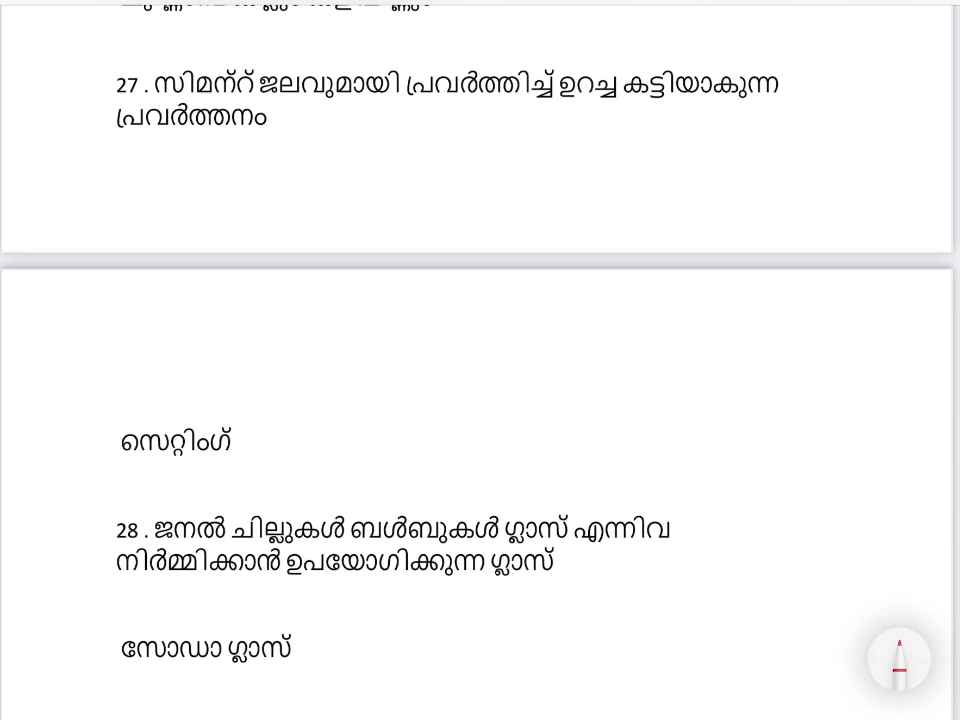 27 . സിമന്റ് ജലവുമായി പ്രവർത്തിച്ച് ഉറച്ച കട്ടിയാകുന്ന
പ്രവർത്തനം
സെറ്റിംഗ്
28 . ജനൽ ചില്ലുകൾ ബൾബുകൾ ഗ്ലാസ് എന്നിവ
നിർമ്മിക്കാൻ ഉപയോഗിക്കുന്ന ഗ്ലാസ്
സോഡാ ഗ്ലാസ്